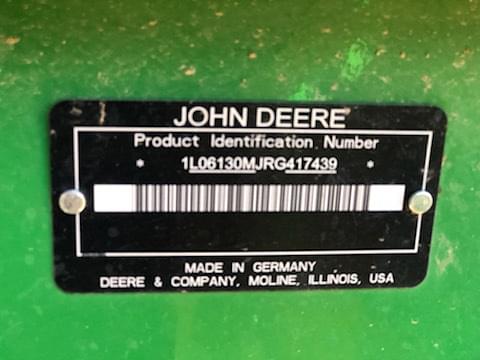 JOHN DEERE
Product Identification Number
* 1L06130MJRG417439 *
MADE IN GERMANY
DEERE & COMPANY, MOLINE, ILLINOIS, USA